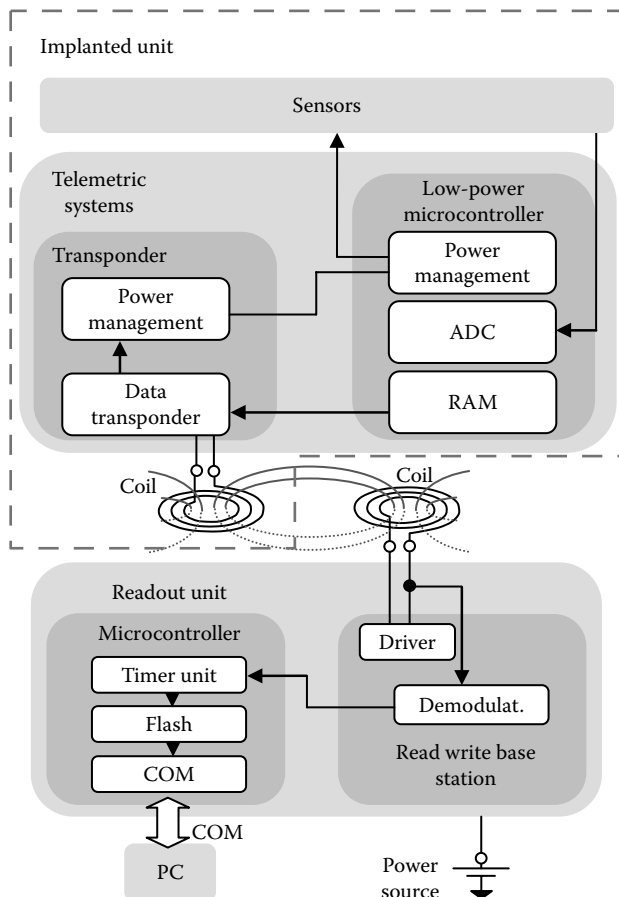 Implanted unit
Sensors
Telemetric
systems
Low-power
microcontroller
Transponder
Power
management
Power
management
ADC
Data
transponder
RAM
Coil
Coil
Readout unit
Microcontroller
Driver
Timer unit
Demodulat.
Flash
Read write base
station
COM
COM
PC
Power
source